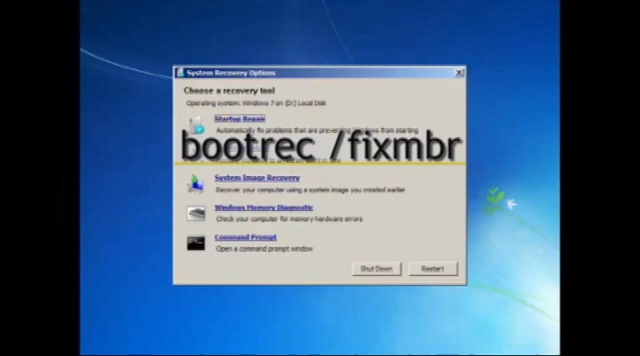 System Recovery Options
Choose a recovery tool
Operating system: Windows 7 on (D:) Local Disk
Startup Repair
Automatically fix problems that are preventing Windows from starting
bootrec /fixmbr
System Image Recovery
Recover your computer using a system image you created earlier
Windows Memory Diagnostic
Check your computer for memory hardware errors
Command Prompt
Open a command prompt window
Shut Down
Restart